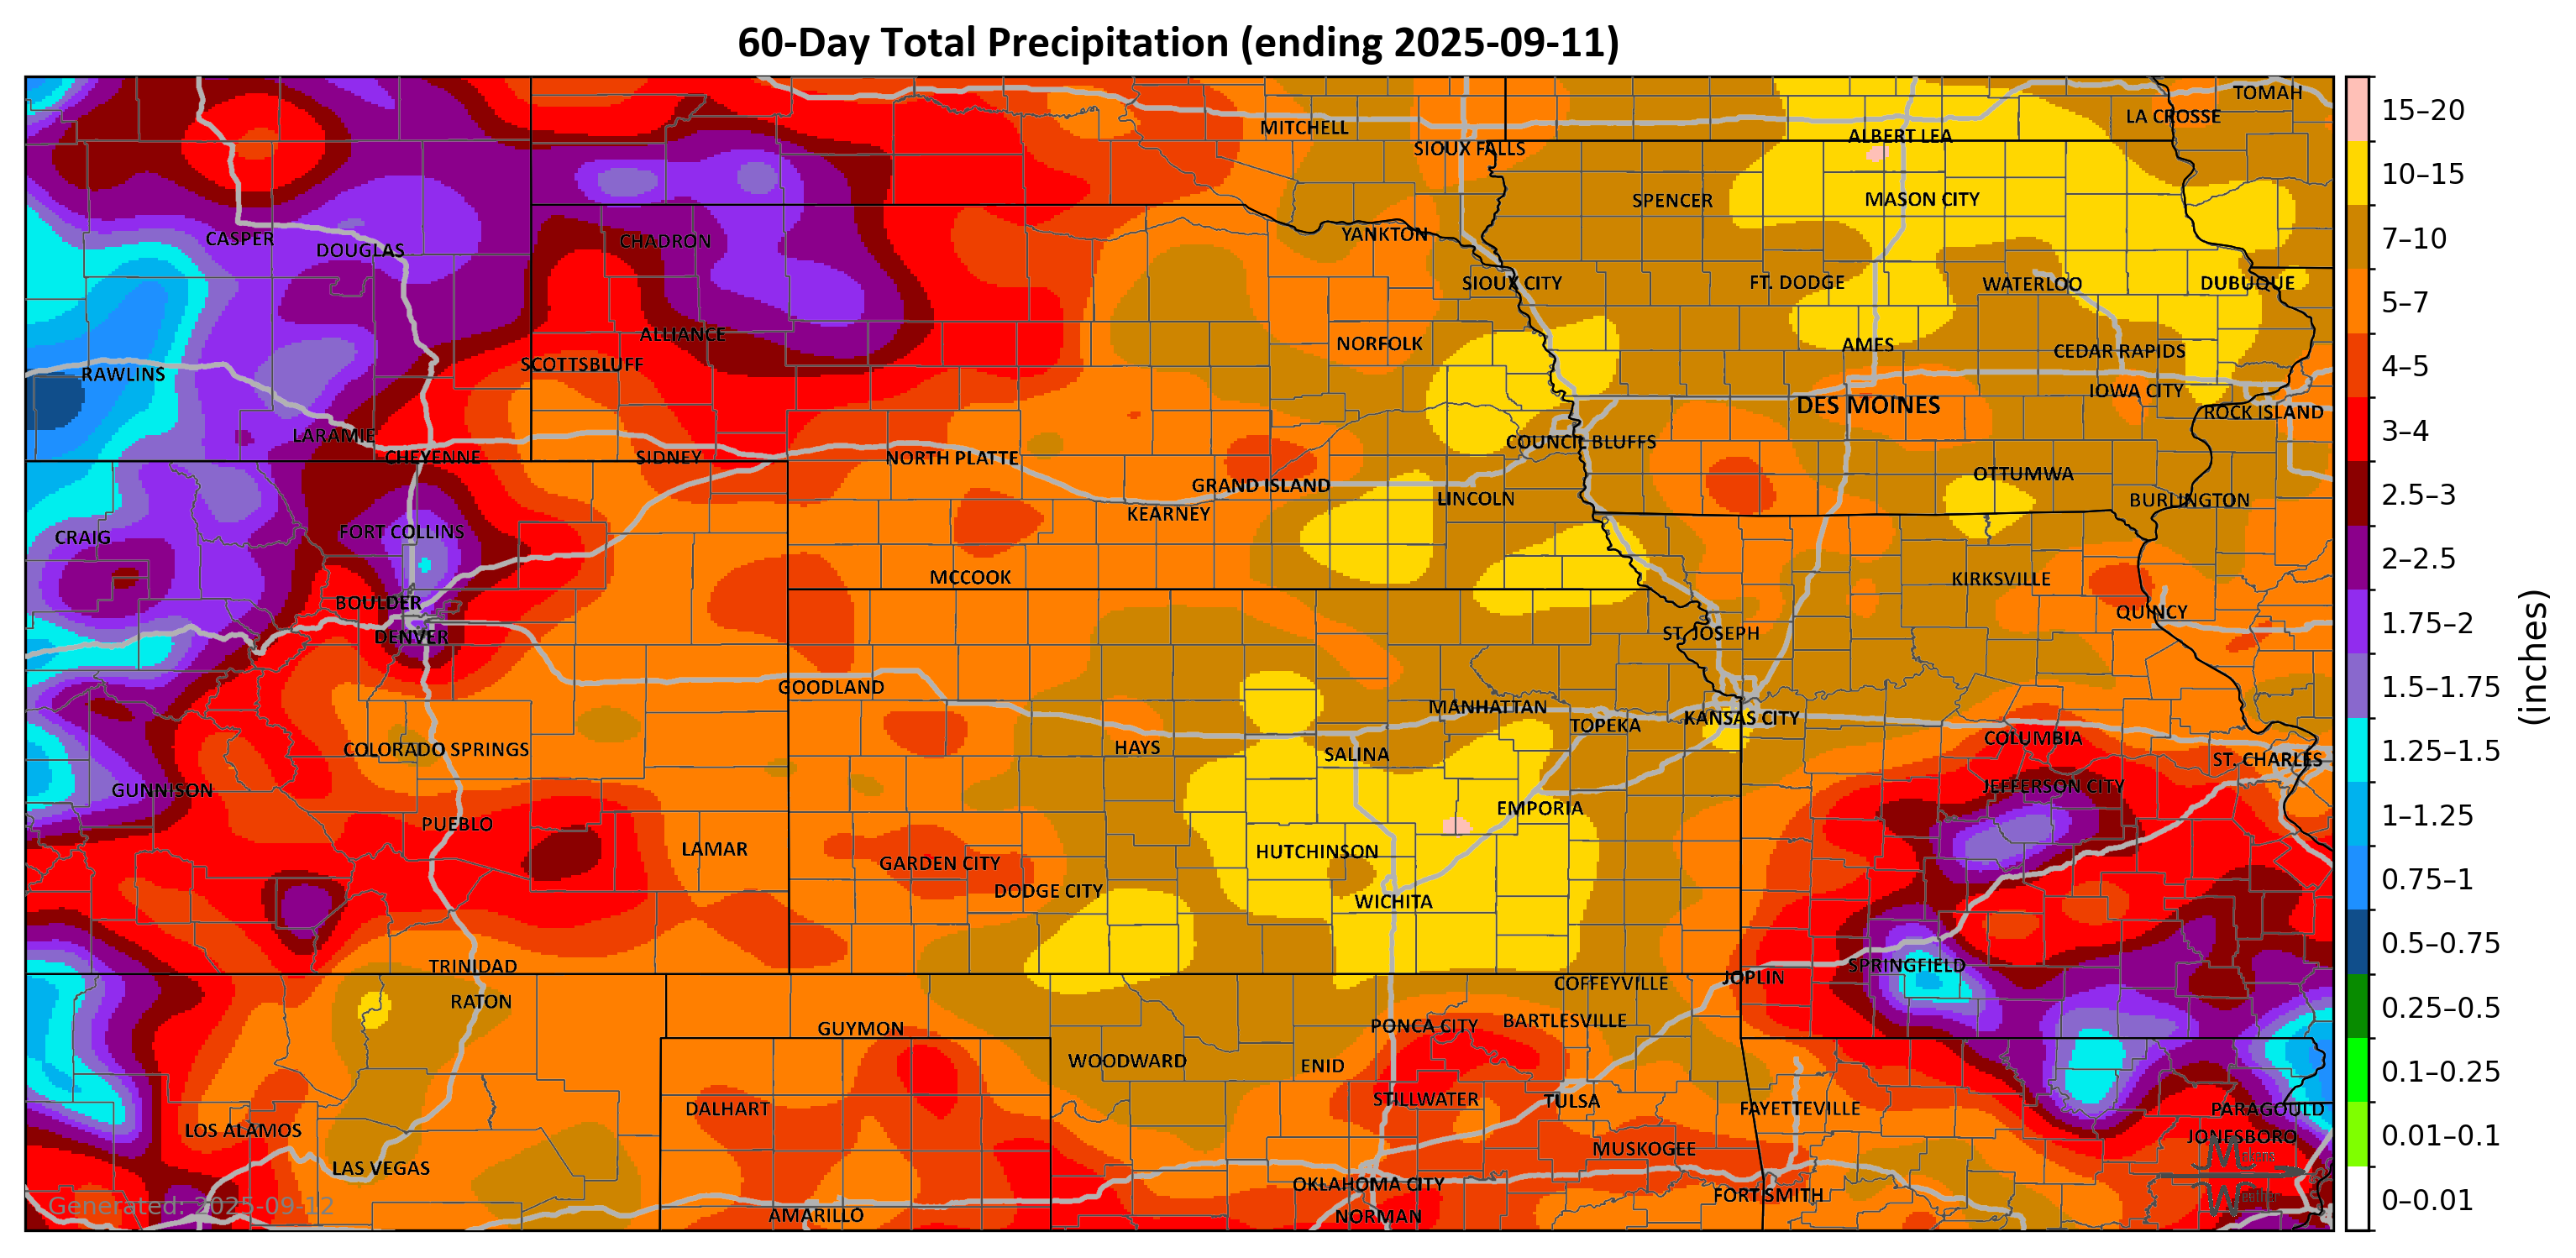 60-Day Total Precipitation (ending 2025-09-11)
TOMAH
LA CROSSE
MITCHELL
ALBERT LEA
SIOUX FALLS
SPENCER
MASON CITY
CASPER
DOUGLAS
CHADRON
YANKTON
SIOUX CITY
FT. DODGE
WATERLOO
DUBUQUE
ALLIANCE
NORFOLK
AMES
CEDAR RAPIDS
SCOTTSBLUFF
RAWLINS
IOWA CITY
DES MOINES
ROCK ISLAND
LARAMIE
COUNCIL BLUFFS
CHEYENNE
SIDNEY
NORTH PLATTE
OTTUMWA
GRAND ISLAND
LINCOLN
BURLINGTON
KEARNEY
CRAIG
FORT COLLINS
MCCOOK
KIRKSVILLE
BOULDER
QUINCY
DENVER
ST. JOSEPH
GOODLAND
MANHATTAN
TOPEKA
KANSAS CITY
COLORADO SPRINGS
HAYS
SALINA
COLUMBIA
ST. CHARLES
GUNNISON
JEFFERSON CITY
EMPORIA
PUEBLO
LAMAR
HUTCHINSON
GARDEN CITY
DODGE CITY
WICHITA
TRINIDAD
SPRINGFIELD
JOPLIN
COFFEYVILLE
RATON
GUYMON
PONCA CITY
BARTLESVILLE
WOODWARD
ENID
DALHART
STILLWATER
TULSA
FAYETTEVILLE
PARAGOULD
LOS ALAMOS
JONESBORO
MUSKOGEE
LAS VEGAS
OKLAHOMA CITY
FORT SMITH
AMARILLO
NORMAN
Generated: 2025-09-12
15–20
10–15
7–10
5–7
4–5
3–4
2.5–3
2–2.5
1.75–2
1.5–1.75
1.25–1.5
1–1.25
0.75–1
0.5–0.75
0.25–0.5
0.1–0.25
0.01–0.1
0–0.01
(inches)